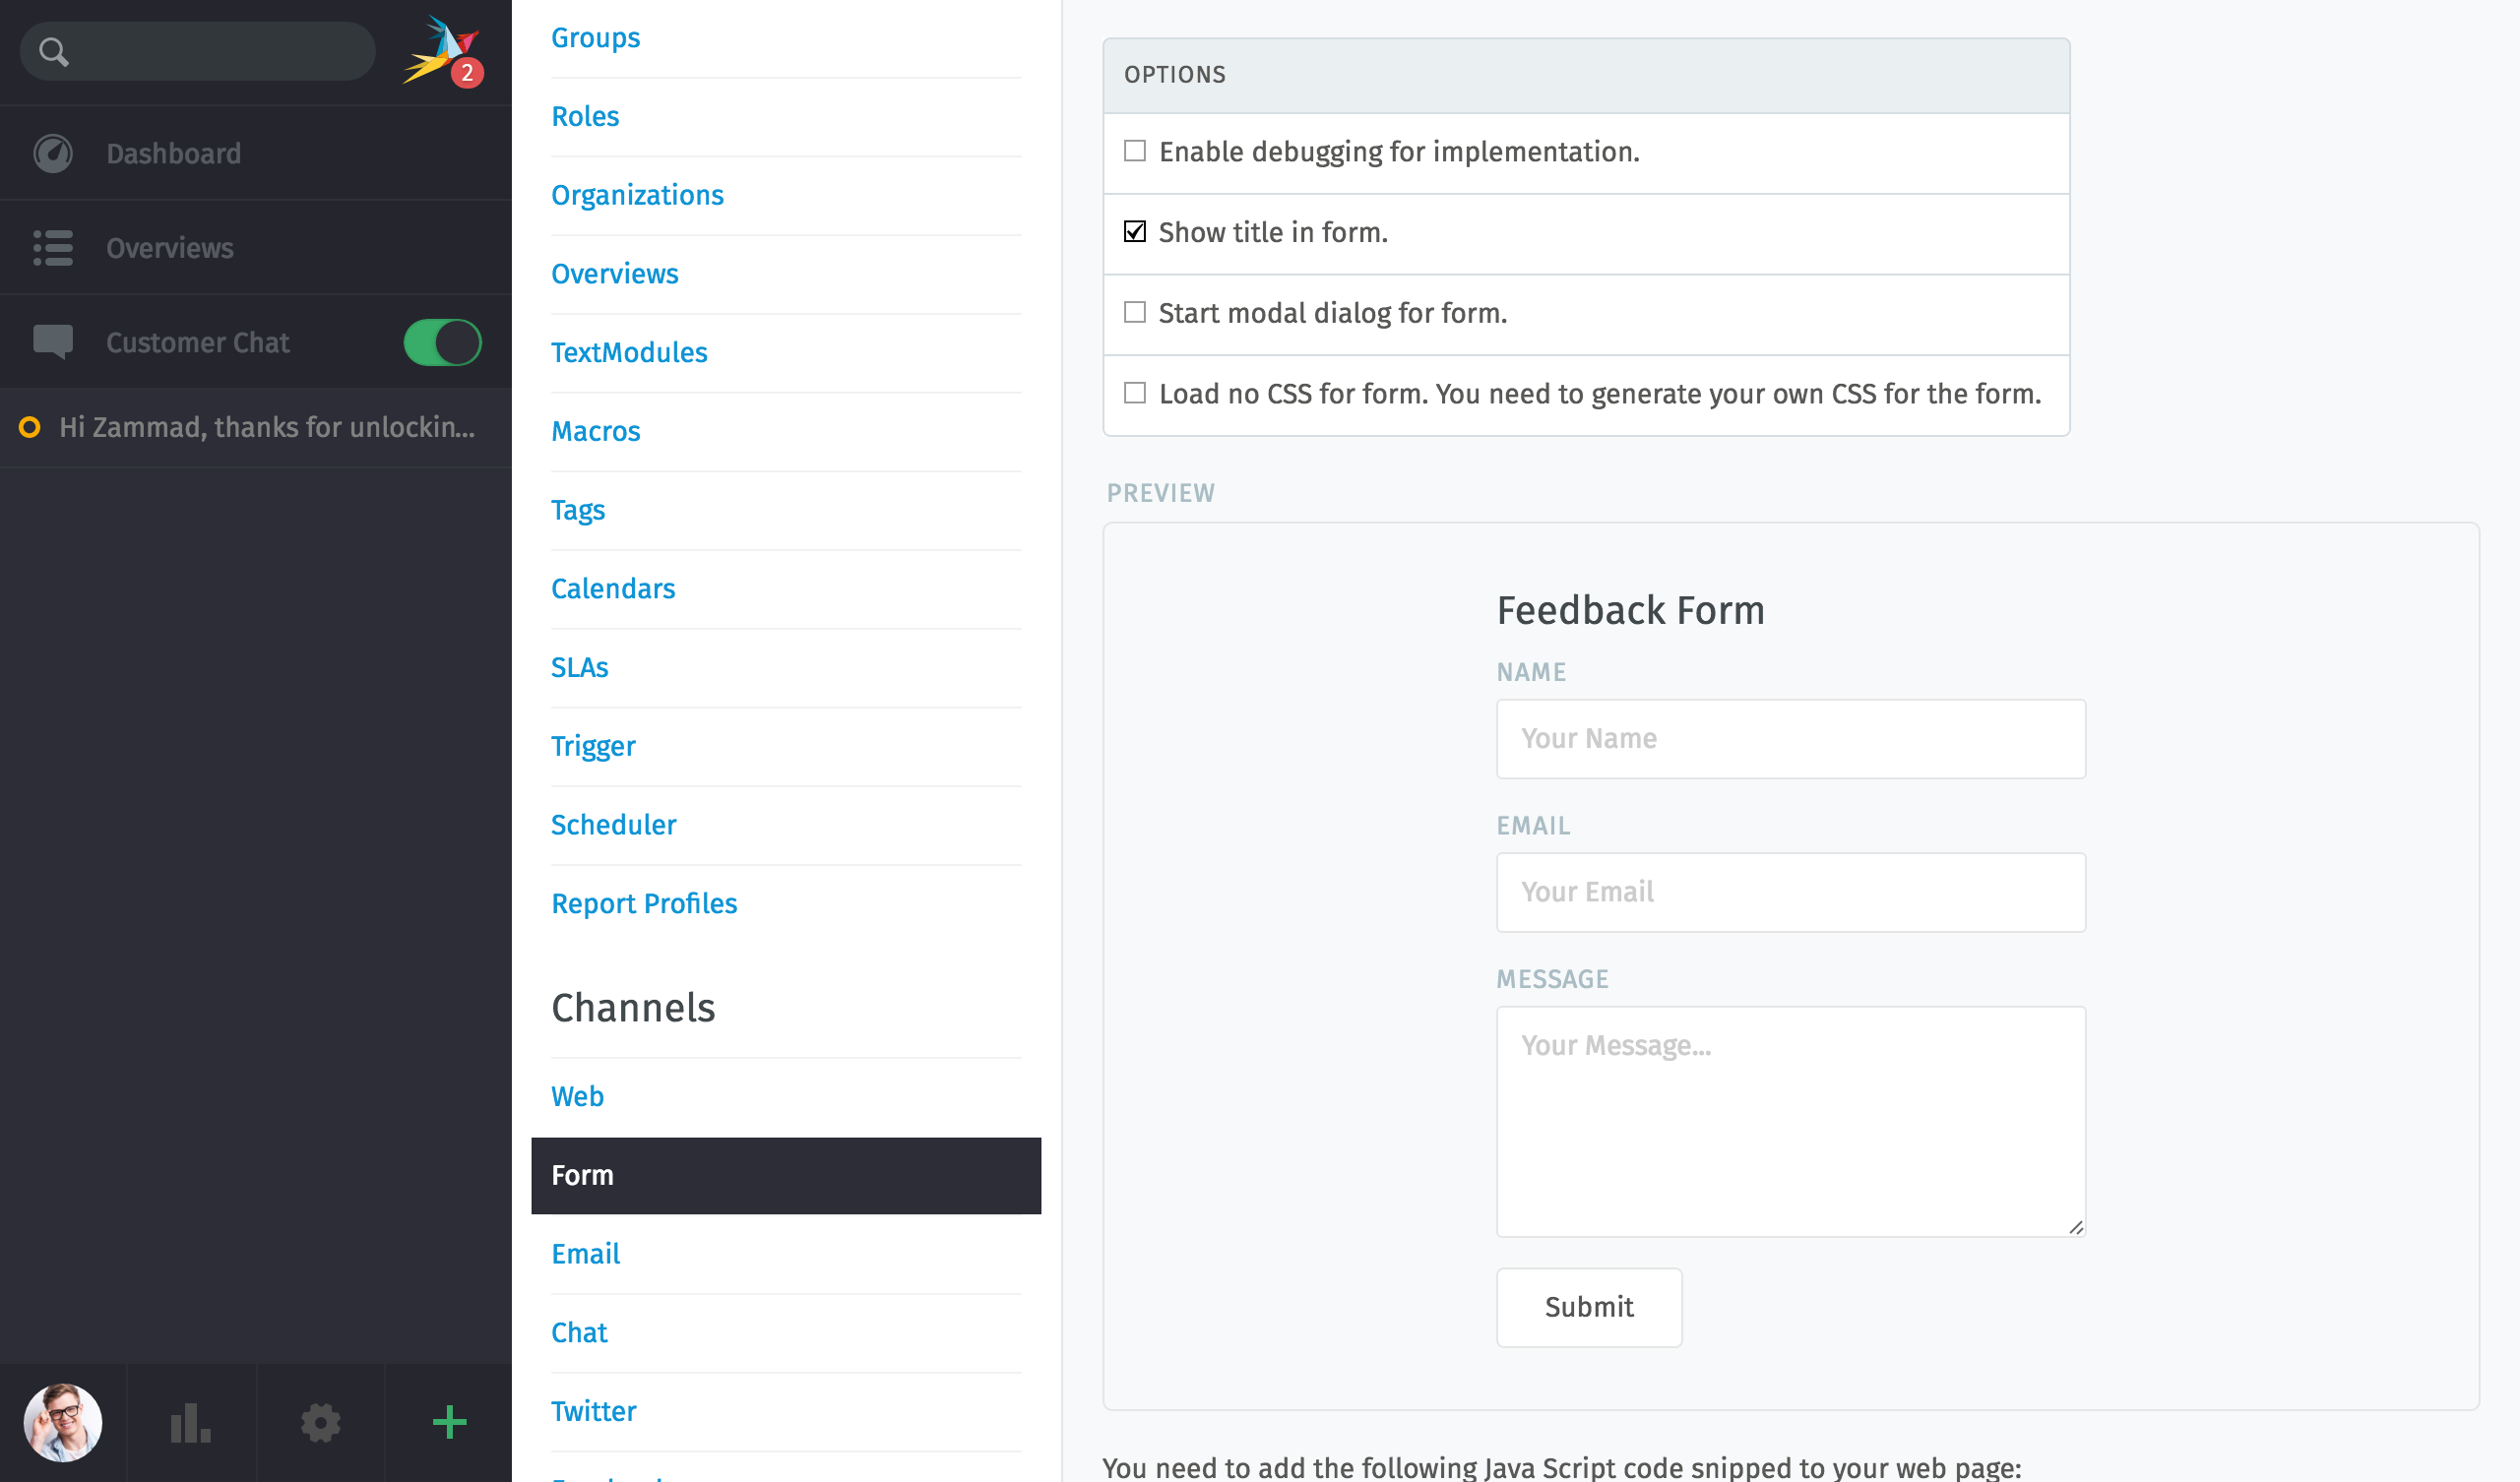 2
Dashboard
Overviews
Customer Chat
Hi Zammad, thanks for unlockin...
Groups
Roles
Organizations
Overviews
TextModules
Macros
Tags
Calendars
SLAs
Trigger
Scheduler
Report Profiles
Channels
Web
Form
Email
Chat
Twitter
OPTIONS
Enable debugging for implementation.
Show title in form.
Start modal dialog for form.
Load no CSS for form. You need to generate your own CSS for the form.
PREVIEW
Feedback Form
NAME
Your Name
EMAIL
Your Email
MESSAGE
Your Message...
Submit
You need to add the following Java Script code snipped to your web page: